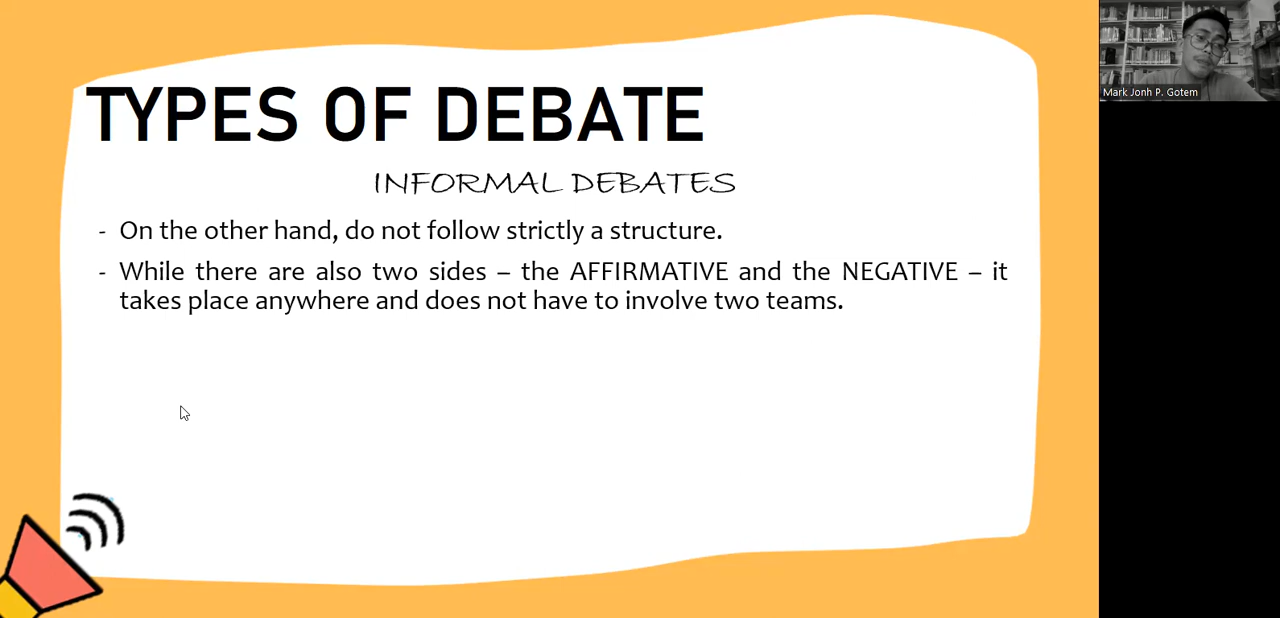 TYPES OF DEBATE
INFORMAL DEBATES
- On the other hand, do not follow strictly a structure.
- While there are also two sides – the AFFIRMATIVE and the NEGATIVE – it
takes place anywhere and does not have to involve two teams.
Mark Jonh P. Gotem